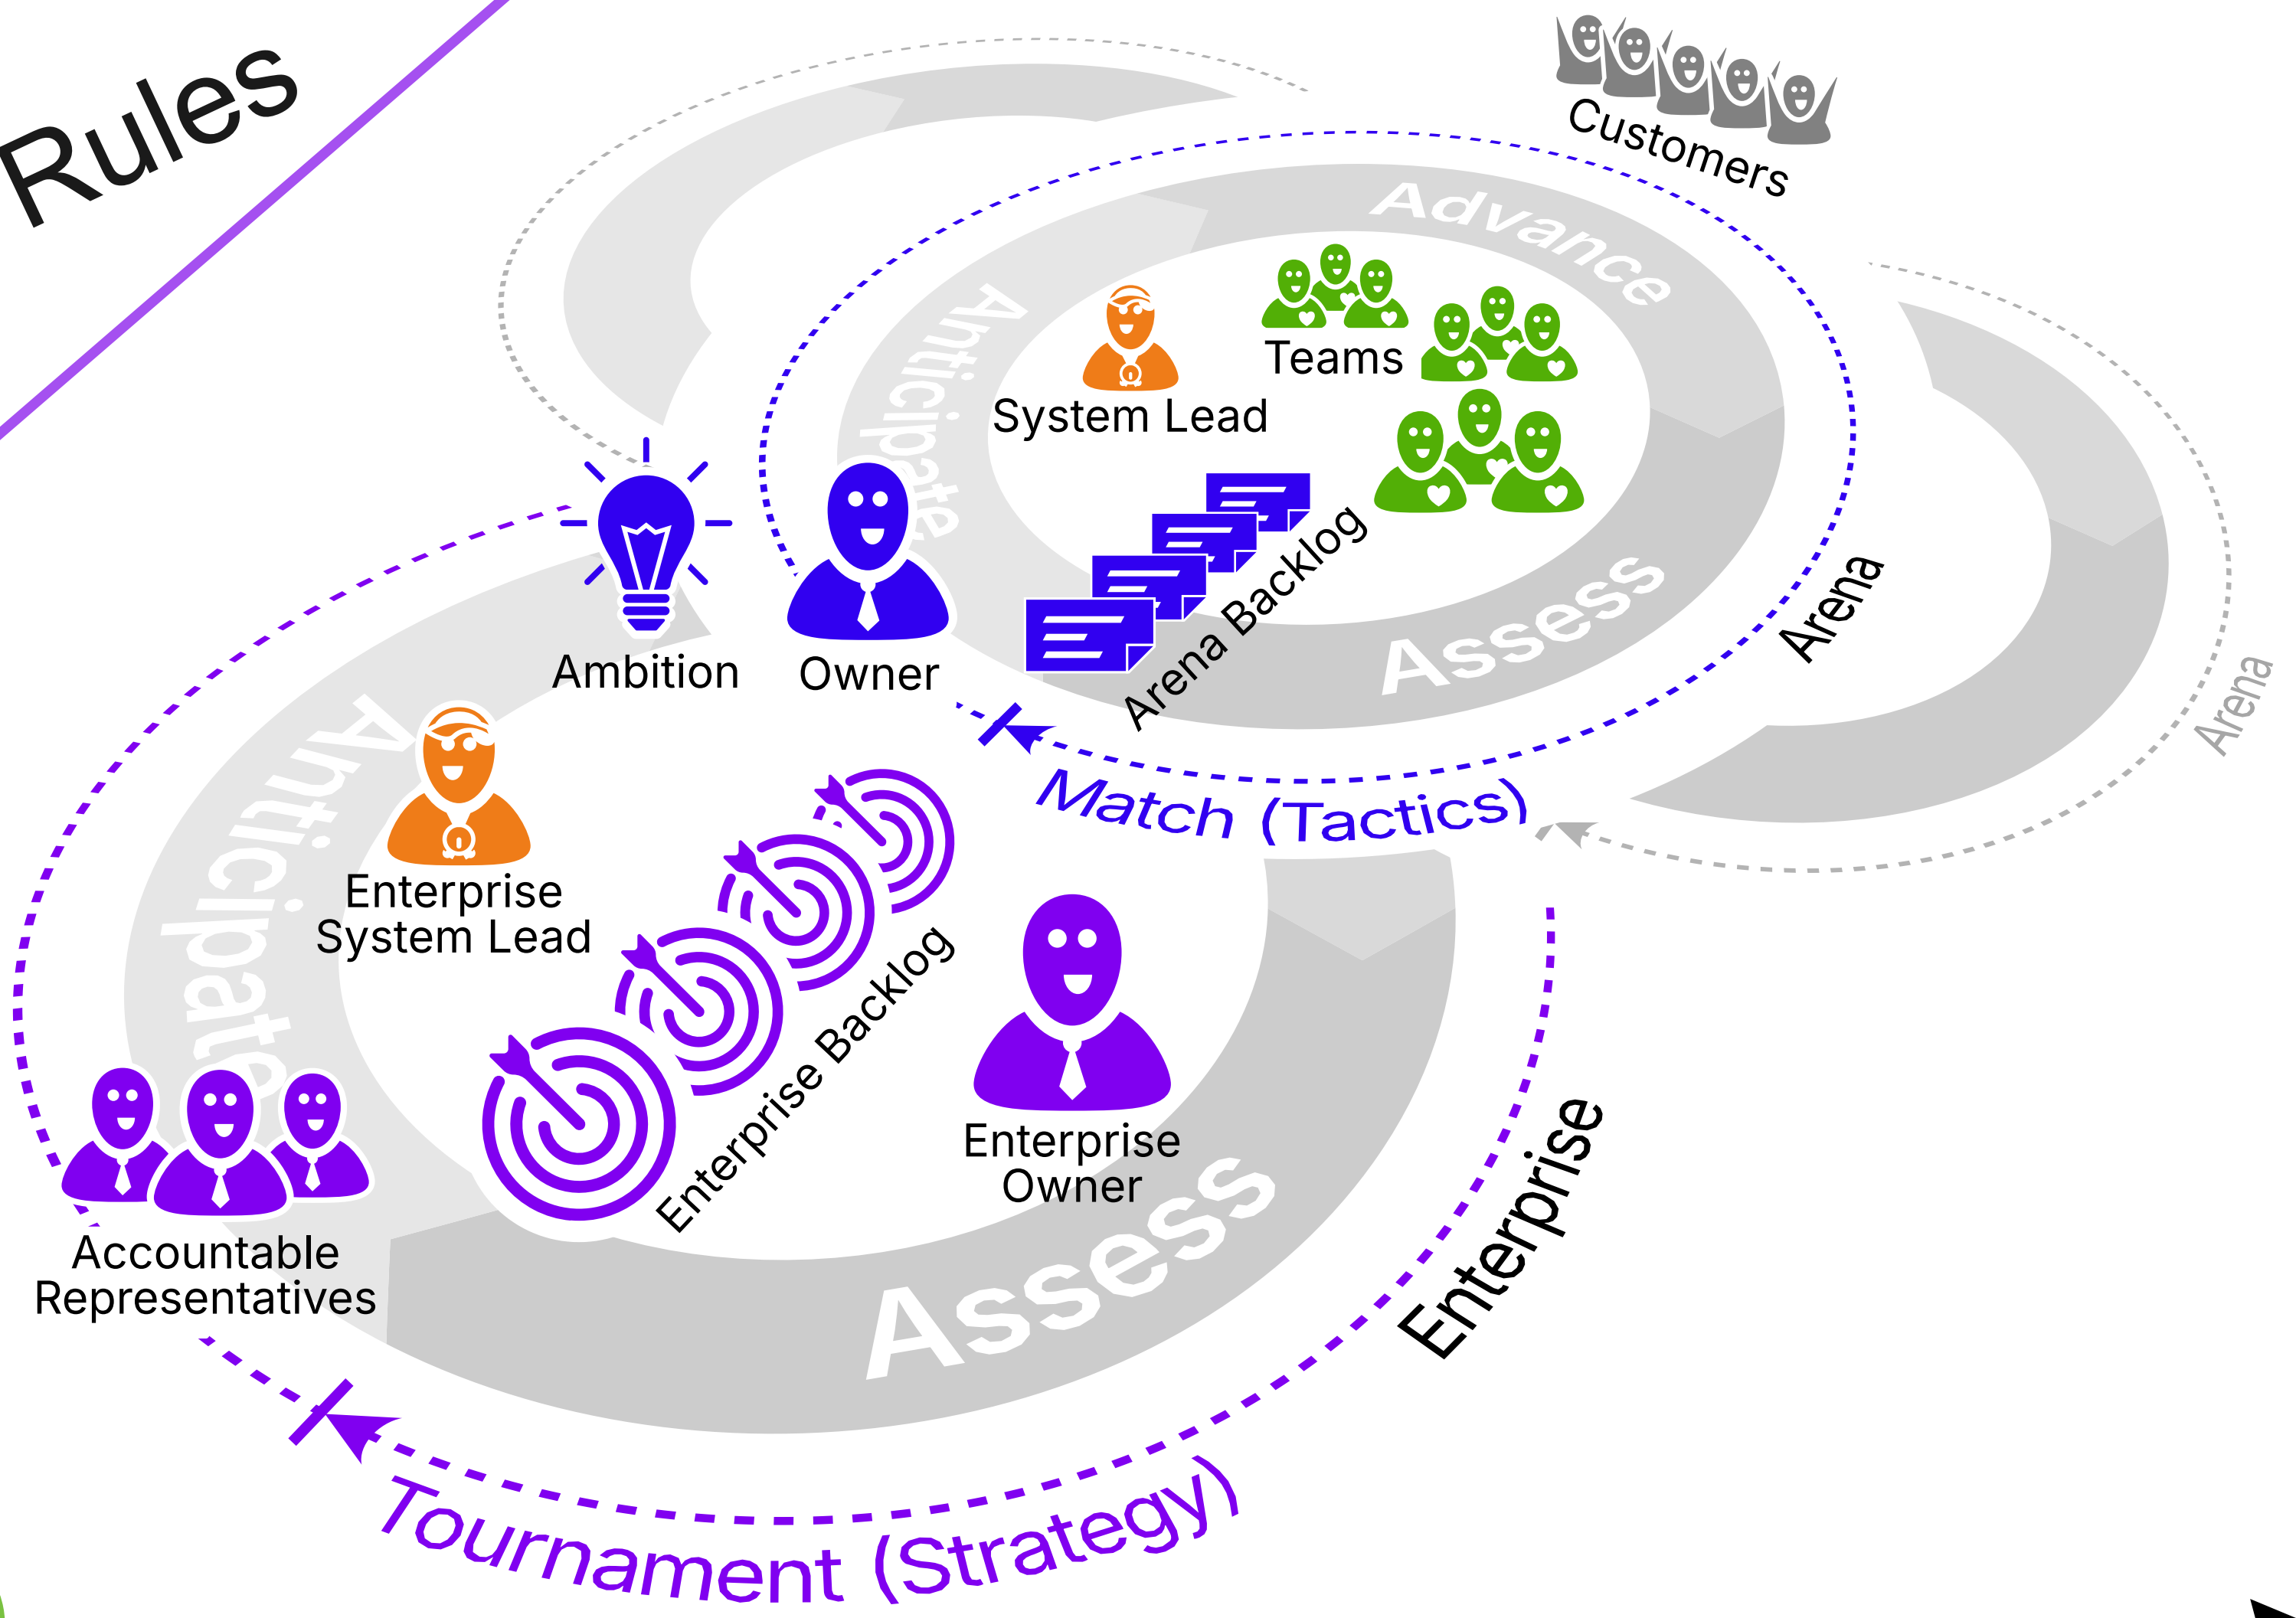 Rules
Customers
Advance
Anticipate
Teams
System Lead
Arena Backlog
Assess
Arena
Arena
Ambition
Owner
Match (Tactics)
Anticipate
Enterprise
System Lead
Enterprise Backlog
Enterprise
Owner
Assess
Enterprise
Accountable
Representatives
Tournament (Strategy)